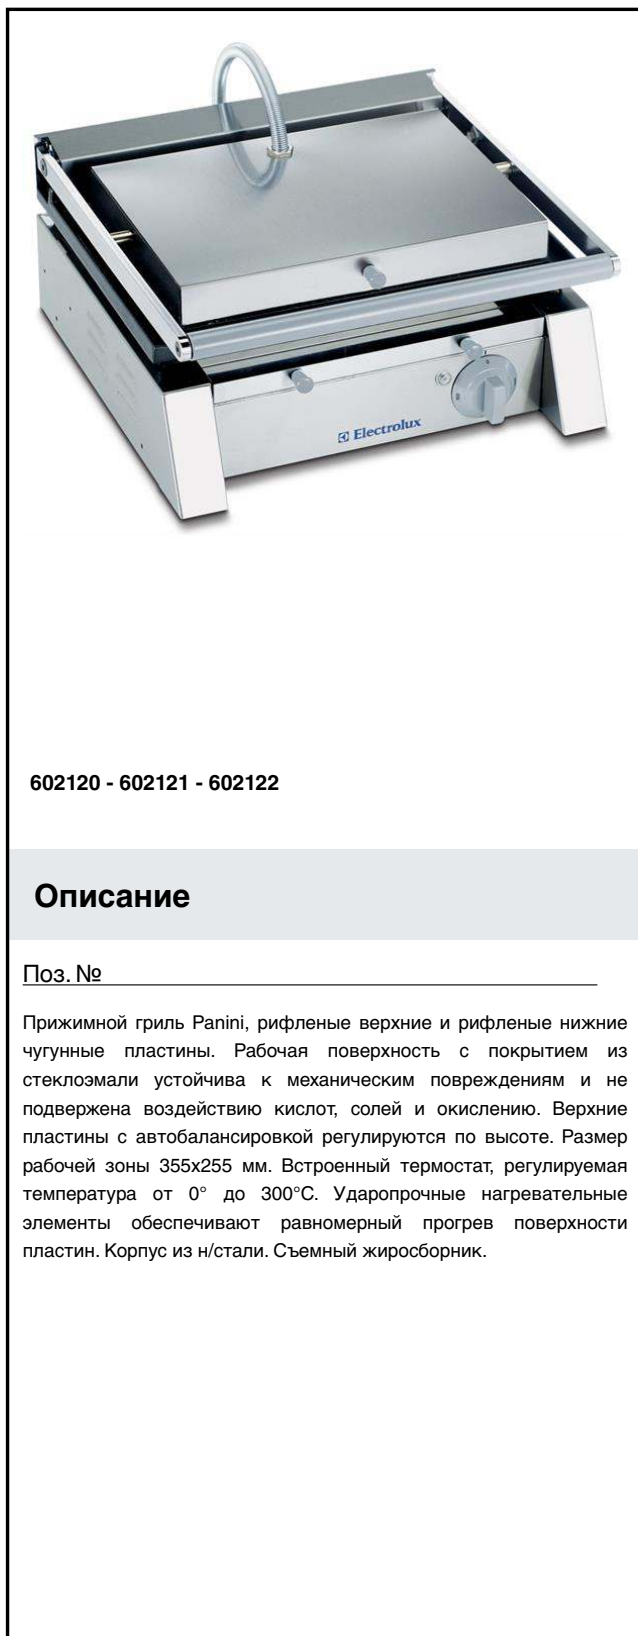 Electrolux
602120 - 602121 - 602122
Описание
Поз. №
Прижимной гриль Panini, рифленые верхние и рифленые нижние
чугунные пластины. Рабочая поверхность с покрытием из
стеклоэмали устойчива к механическим повреждениям и не
подвержена воздействию кислот, солей и окислению. Верхние
пластины с автобалансировкой регулируются по высоте. Размер
рабочей зоны 355x255 мм. Встроенный термостат, регулируемая
температура от 0° до 300°C. Ударопрочные нагревательные
элементы обеспечивают равномерный прогрев поверхности
пластин. Корпус из н/стали. Съемный жиросборник.